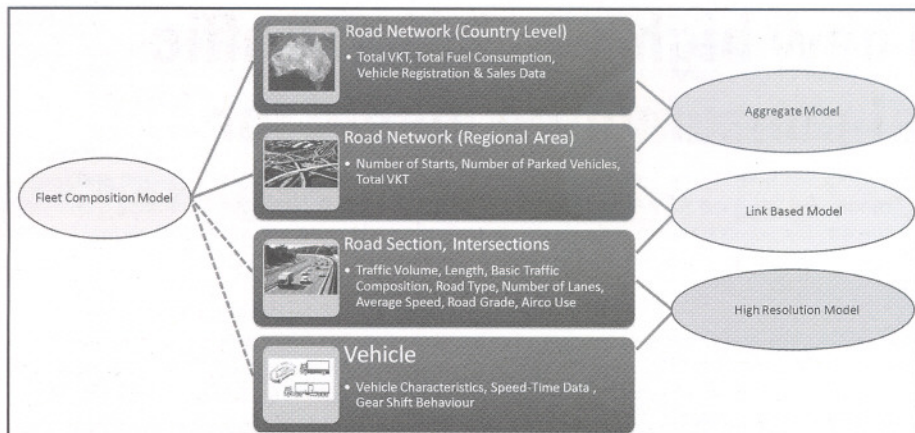 Fleet Composition Model
Road Network (Country Level)
• Total VKT, Total Fuel Consumption,
Vehicle Registration & Sales Data
Road Network (Regional Area)
• Number of Starts, Number of Parked Vehicles,
Total VKT
Road Section, Intersections
• Traffic Volume, Length, Basic Traffic
Composition, Road Type, Number of Lanes,
Average Speed, Road Grade, Airco Use
Vehicle
• Vehicle Characteristics, Speed-Time Data ,
Gear Shift Behaviour
Aggregate Model
Link Based Model
High Resolution Model